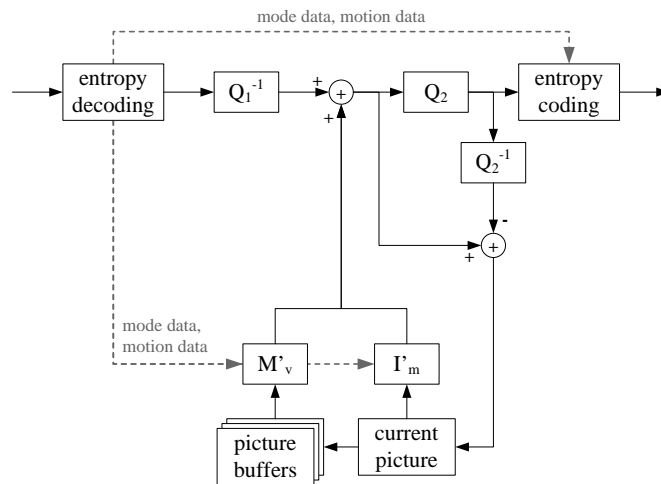 mode data, motion data
entropy
decoding
Q₁⁻¹
+
+
+
Q₂
entropy
coding
Q₂⁻¹
-
+
+
mode data,
motion data
M'ᵥ
I'ₘ
picture
buffers
current
picture